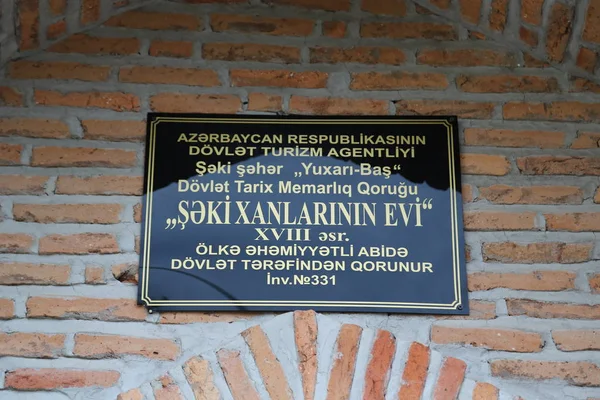 AZƏRBAYCAN RESPUBLİKASININ
DÖVLƏT TURİZM AGENTLİYİ
Şəki şəhər „Yuxarı-Baş“
Dövlət Tarix Memarlıq Qoruğu
„ŞƏKİ XANLARININ EVİ“
XVIII əsr.
ÖLKƏ ƏHƏMİYYƏTLİ ABİDƏ
DÖVLƏT TƏRƏFİNDƏN QORUNUR
İnv.№331